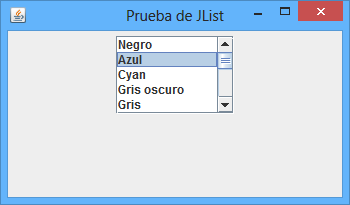 Prueba de JList
Negro
Azul
Cyan
Gris oscuro
Gris